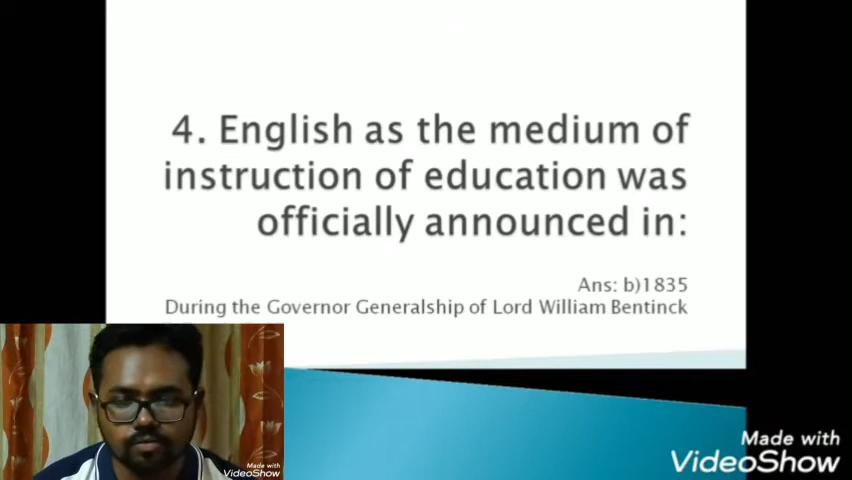 4. English as the medium of
instruction of education was
officially announced in:
Ans: b)1835
During the Governor Generalship of Lord William Bentinck
Made with
VideoShow
Made with
VideoShow